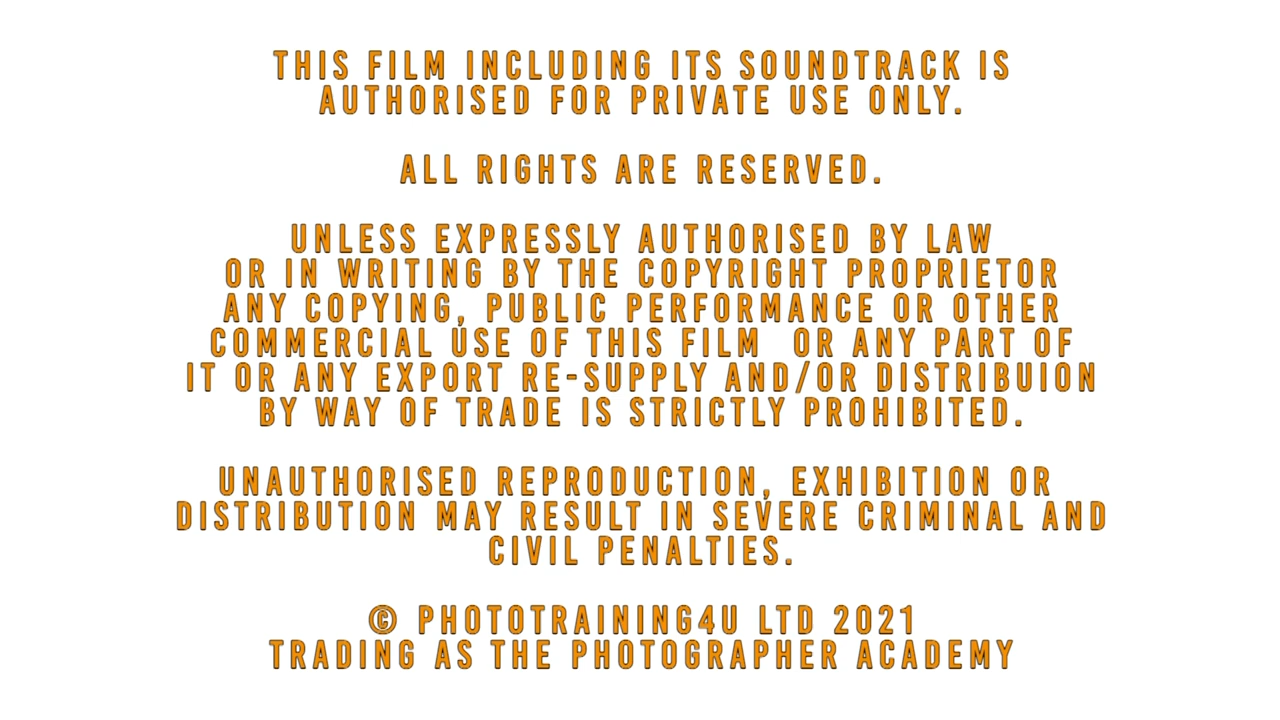 THIS FILM INCLUDING ITS SOUNDTRACK IS
AUTHORISED FOR PRIVATE USE ONLY.
ALL RIGHTS ARE RESERVED.
UNLESS EXPRESSLY AUTHORISED BY LAW
OR IN WRITING BY THE COPYRIGHT PROPRIETOR
ANY COPYING, PUBLIC PERFORMANCE OR OTHER
COMMERCIAL USE OF THIS FILM  OR ANY PART OF
IT OR ANY EXPORT RE-SUPPLY AND/OR DISTRIBUION
BY WAY OF TRADE IS STRICTLY PROHIBITED.
UNAUTHORISED REPRODUCTION, EXHIBITION OR
DISTRIBUTION MAY RESULT IN SEVERE CRIMINAL AND
CIVIL PENALTIES.
© PHOTOTRAINING4U LTD 2021
TRADING AS THE PHOTOGRAPHER ACADEMY